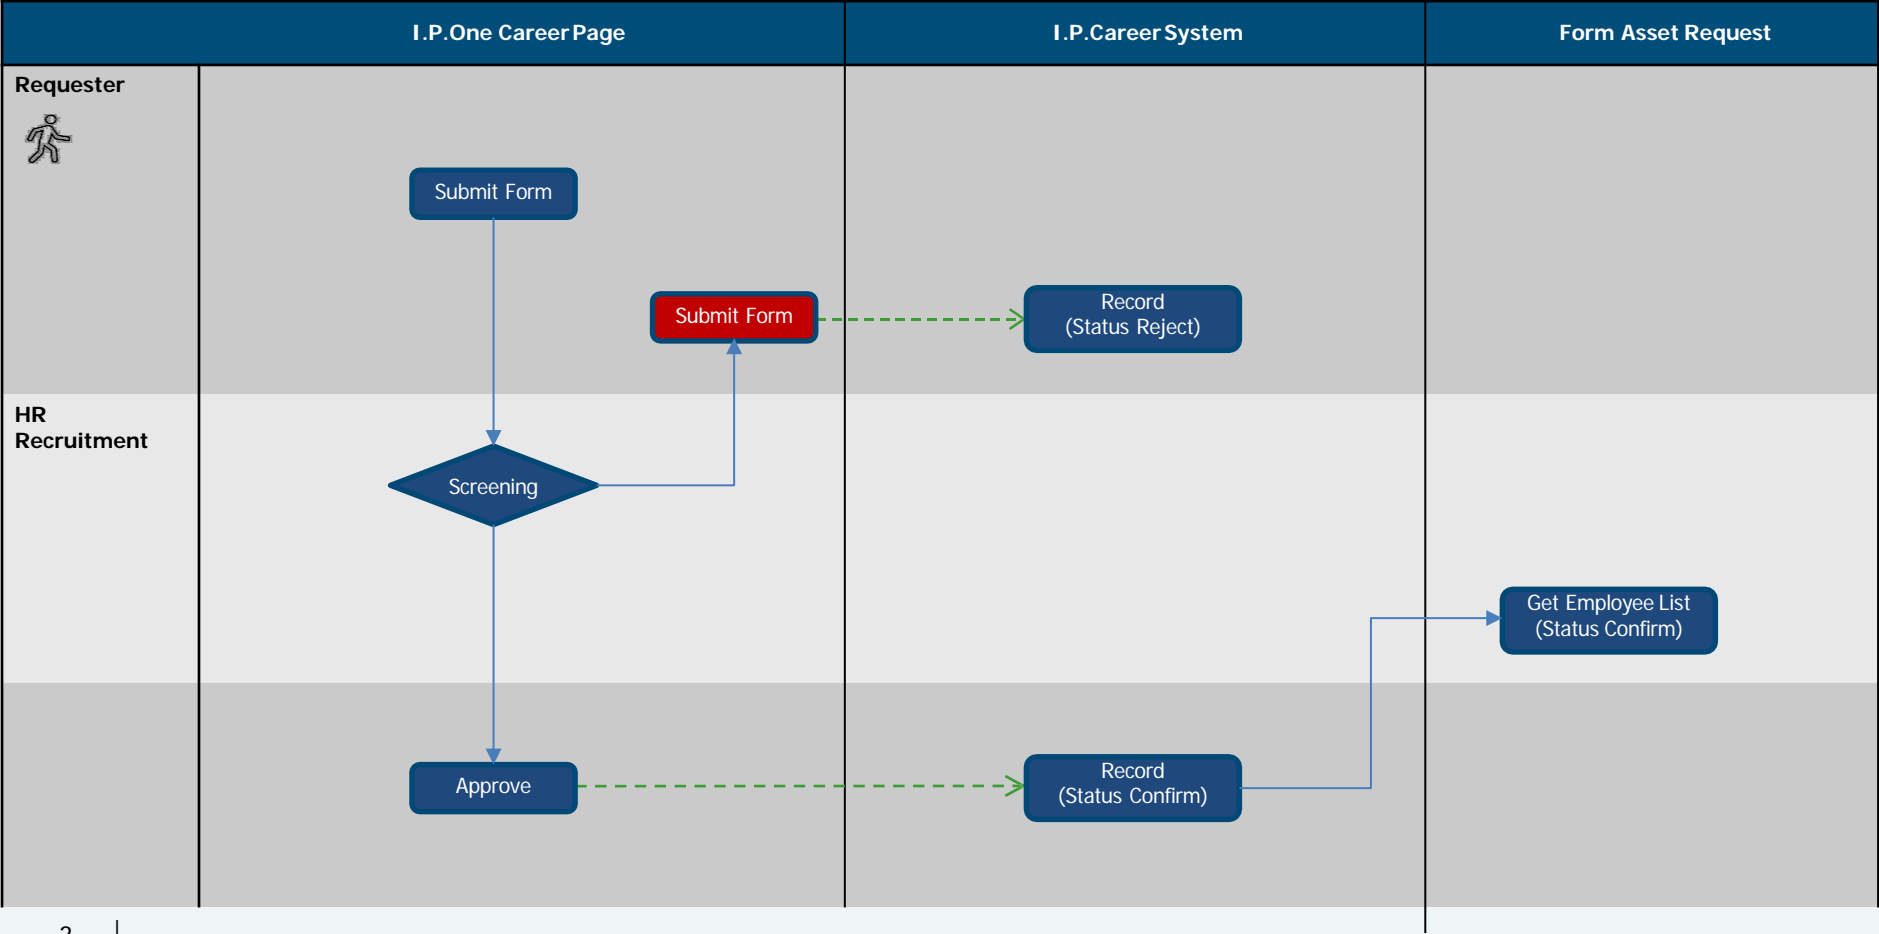 I.P.One Career Page
I.P.Career System
Form Asset Request
Requester
Submit Form
Submit Form
Record
(Status Reject)
HR
Recruitment
Screening
Get Employee List
(Status Confirm)
Approve
Record
(Status Confirm)
2